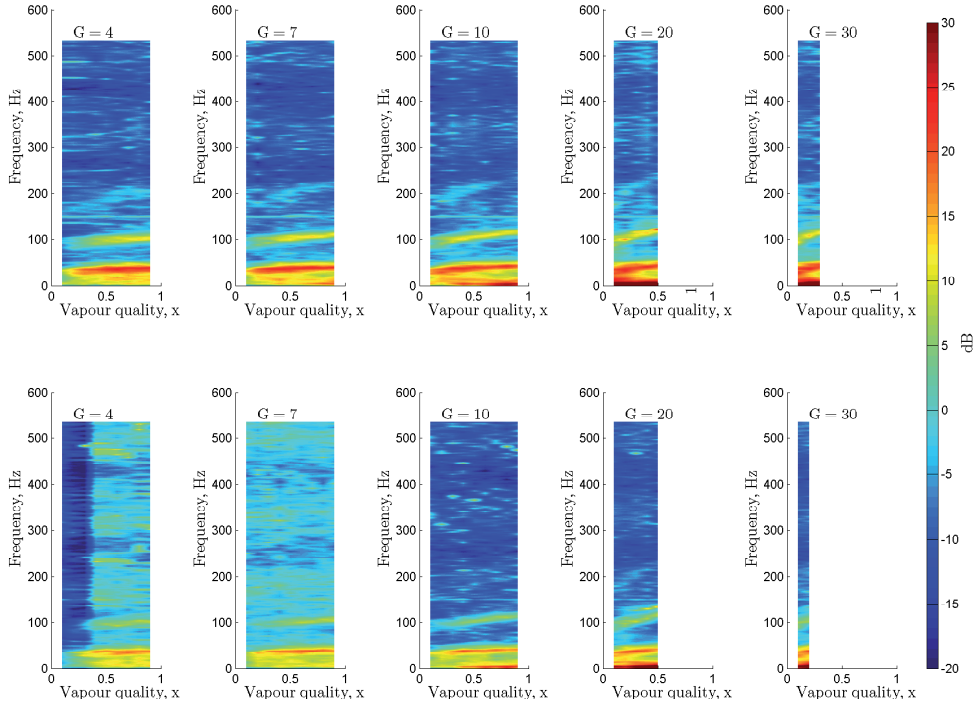 G = 4
G = 7
G = 10
G = 20
G = 30
600 600 600 600 600 30
500 500 500 500 500 25
400 400 400 400 400 20
300 300 300 300 300 15
200 200 200 200 200 10
100 100 100 100 100 5
0 0 0 0 0 0
Frequency, Hz
Frequency, Hz
Frequency, Hz
Frequency, Hz
Frequency, Hz
0 0.5 1
0 0.5 1
0 0.5 1
0 0.5 1
0 0.5 1
Vapour quality, x
Vapour quality, x
Vapour quality, x
Vapour quality, x
Vapour quality, x
dB
G = 4
G = 7
G = 10
G = 20
G = 30
600 600 600 600 600 -5
500 500 500 500 500 -10
400 400 400 400 400 -15
300 300 300 300 300 -20
200 200 200 200 200
100 100 100 100 100
0 0 0 0 0
Frequency, Hz
Frequency, Hz
Frequency, Hz
Frequency, Hz
Frequency, Hz
0 0.5 1
0 0.5 1
0 0.5 1
0 0.5 1
0 0.5 1
Vapour quality, x
Vapour quality, x
Vapour quality, x
Vapour quality, x
Vapour quality, x